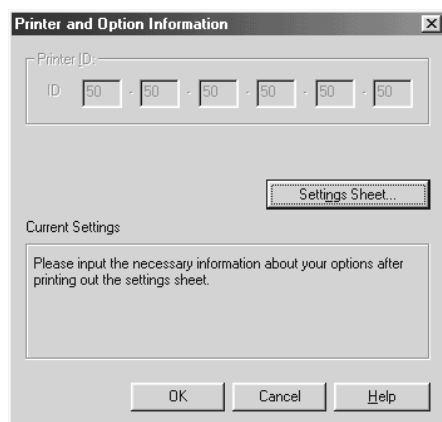 Printer and Option Information
Printer ID:
ID 50 - 50 - 50 - 50 - 50 - 50
Settings Sheet...
Current Settings
Please input the necessary information about your options after
printing out the settings sheet.
OK Cancel Help